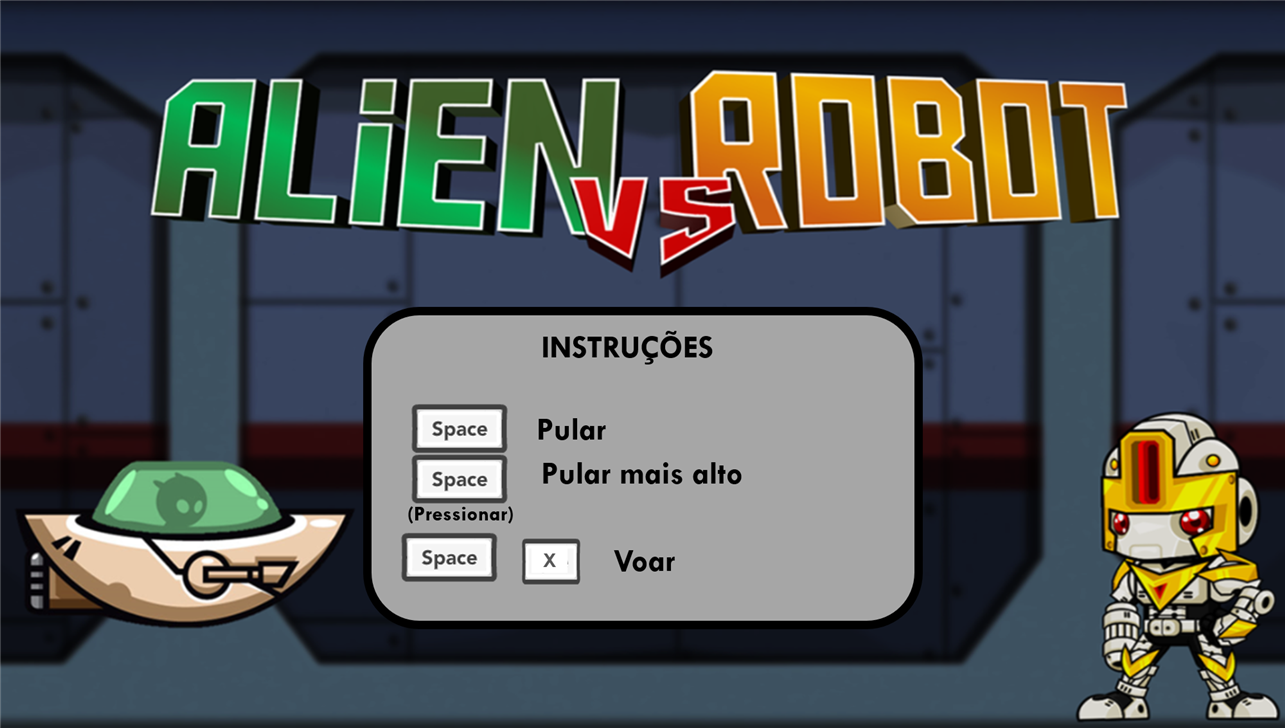 ALiEN VS ROBOT
INSTRUÇÕES
Space Pular
Space Pular mais alto
(Pressionar)
Space X Voar